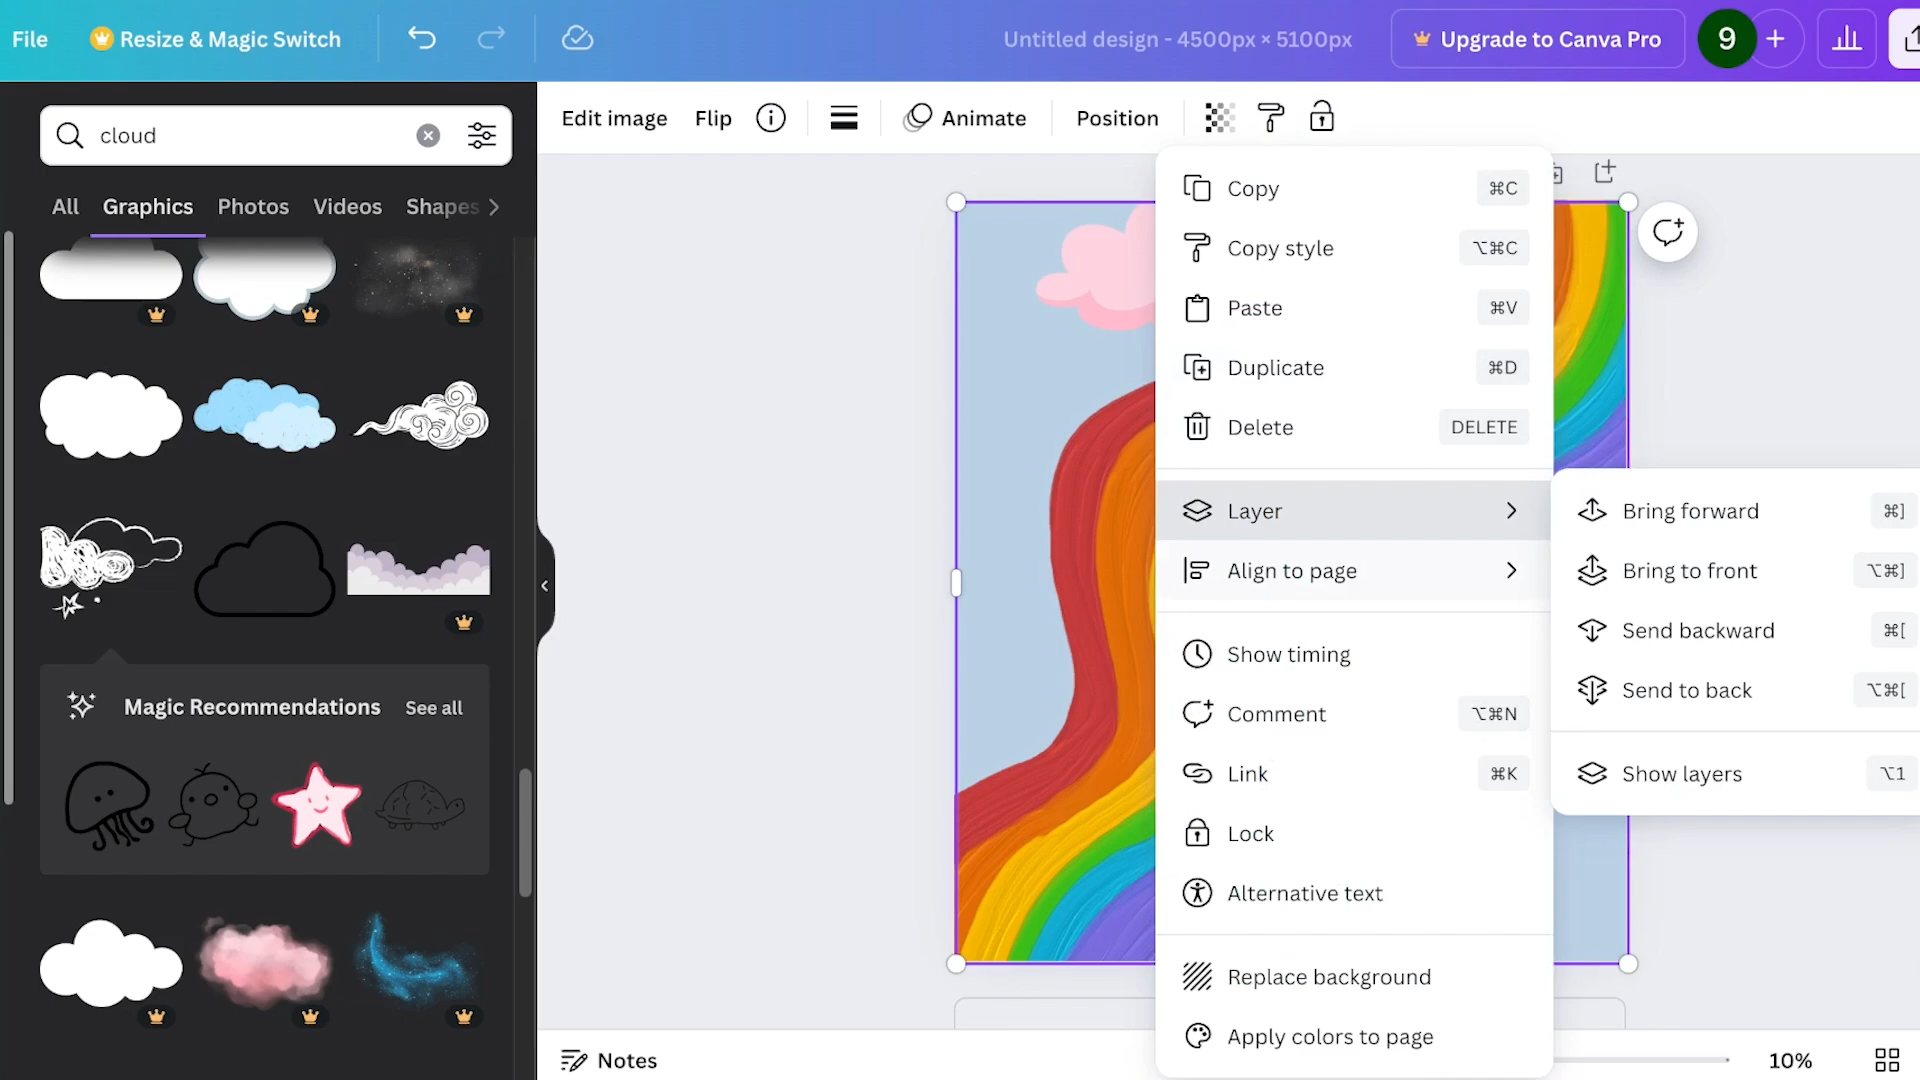 File
Resize & Magic Switch
Untitled design - 4500px × 5100px
Upgrade to Canva Pro
9
cloud
Edit image
Flip
Animate
Position
All
Graphics
Photos
Videos
Shapes
Copy ⌘C
Copy style ⌥⌘C
Paste ⌘V
Duplicate ⌘D
Delete DELETE
Layer
Align to page
Show timing
Comment ⌥⌘N
Link ⌘K
Lock
Alternative text
Replace background
Apply colors to page
Bring forward ⌘]
Bring to front ⌥⌘]
Send backward ⌘[
Send to back ⌥⌘[
Show layers ⌥1
Magic Recommendations
See all
Notes
10%